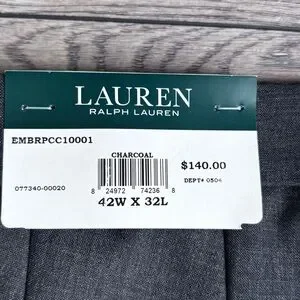 LAUREN
RALPH LAUREN
EMBRPCC10001
CHARCOAL
$140.00
077340-00020
DEPT# 0504
8 24972 74236 8
42W X 32L